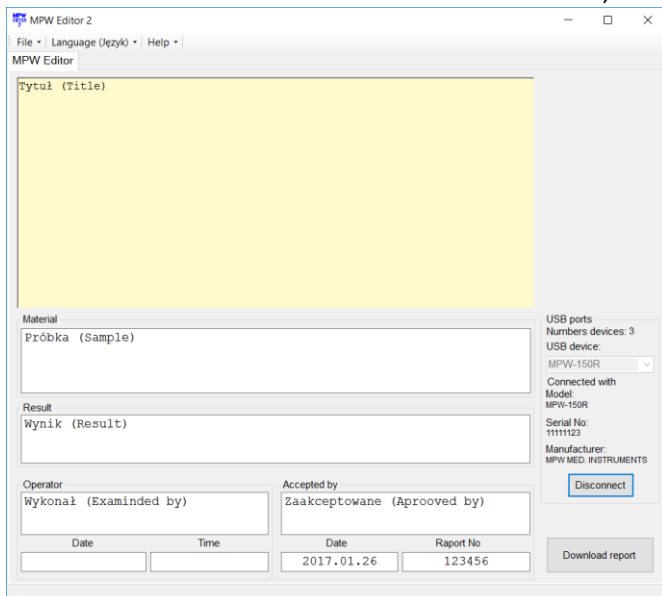 MPW Editor 2
File Language (Język) Help
MPW Editor
Tytuł (Title)
Material
Próbka (Sample)
Result
Wynik (Result)
Operator
Wykonał (Examinded by)
Date Time
Accepted by
Zaakceptowane (Aprooved by)
Date Raport No
2017.01.26 123456
USB ports
Numbers devices: 3
USB device:
MPW-150R
Connected with
Model:
MPW-150R
Serial No:
11111123
Manufacturer:
MPW MED. INSTRUMENTS
Disconnect
Download report